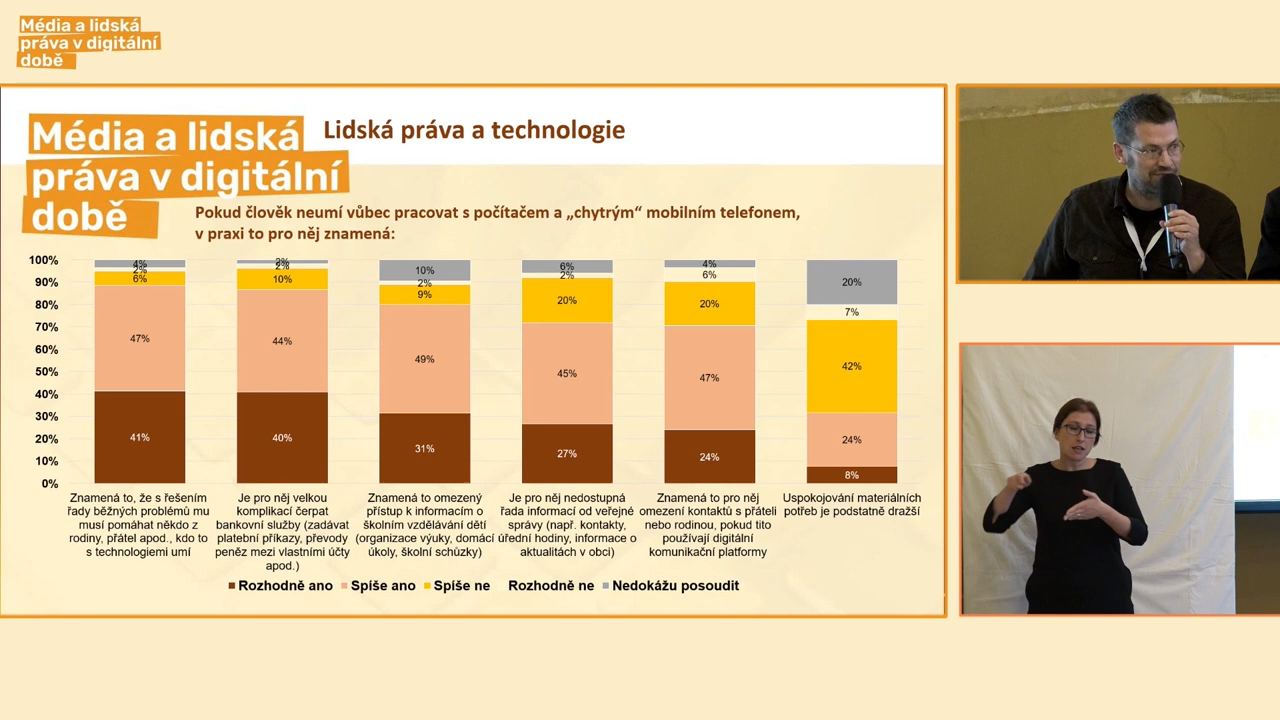 Média a lidská
práva v digitální
době
Média a lidská
práva v digitální
době
Lidská práva a technologie
Pokud člověk neumí vůbec pracovat s počítačem a „chytrým“ mobilním telefonem,
v praxi to pro něj znamená:
100%
90%
80%
70%
60%
50%
40%
30%
20%
10%
0%
4%
2%
6%
47%
41%
2%
10%
44%
40%
10%
2%
9%
49%
31%
6%
2%
20%
45%
27%
4%
6%
20%
47%
24%
20%
7%
42%
24%
8%
Znamená to, že s řešením
řady běžných problémů mu
musí pomáhat někdo z
rodiny, přátel apod., kdo to
s technologiemi umí
Je pro něj velkou
komplikací čerpat
bankovní služby (zadávat
platební příkazy, převody
peněz mezi vlastními účty
apod.)
Znamená to omezený
přístup k informacím o
školním vzdělávání dětí
(organizace výuky, domácí
úkoly, školní schůzky)
Je pro něj nedostupná
řada informací od veřejné
správy (např. kontakty,
úřední hodiny, informace o
aktualitách v obci)
Znamená to pro něj
omezení kontaktů s přáteli
nebo rodinou, pokud tito
používají digitální
komunikační platformy
Uspokojování materiálních
potřeb je podstatně dražší
Rozhodně ano Spíše ano Spíše ne Rozhodně ne Nedokážu posoudit